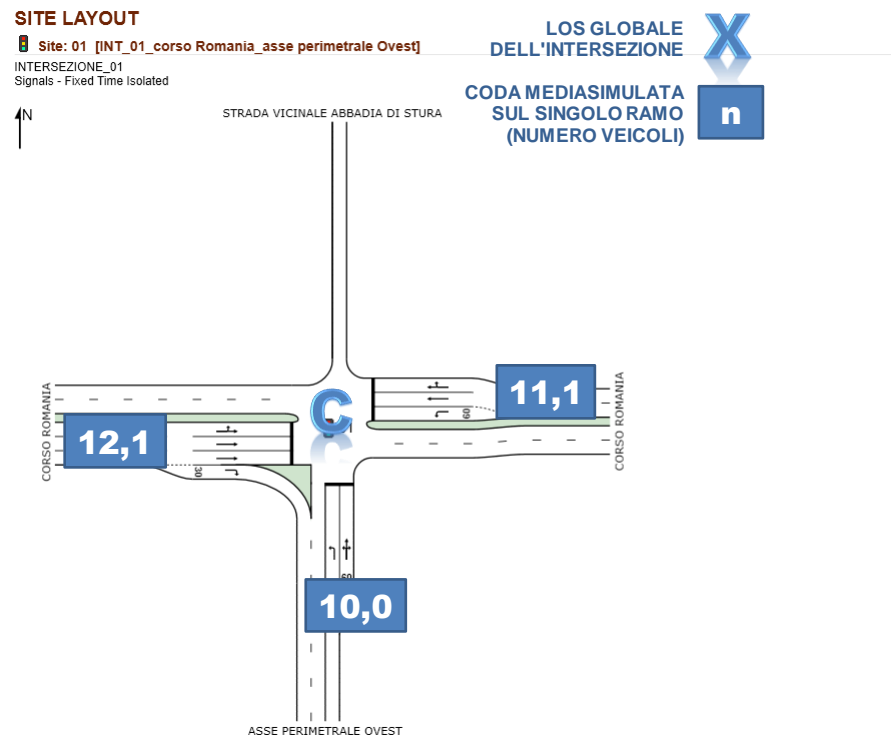 SITE LAYOUT
Site: 01 [INT_01_corso Romania_asse perimetrale Ovest]
INTERSEZIONE_01
Signals - Fixed Time Isolated
LOS GLOBALE
DELL'INTERSEZIONE
X
CODA MEDIASIMULATA
SUL SINGOLO RAMO
(NUMERO VEICOLI)
n
N
STRADA VICINALE ABBADIA DI STURA
CORSO ROMANIA
12,1
30
C
60
11,1
CORSO ROMANIA
60
10,0
ASSE PERIMETRALE OVEST